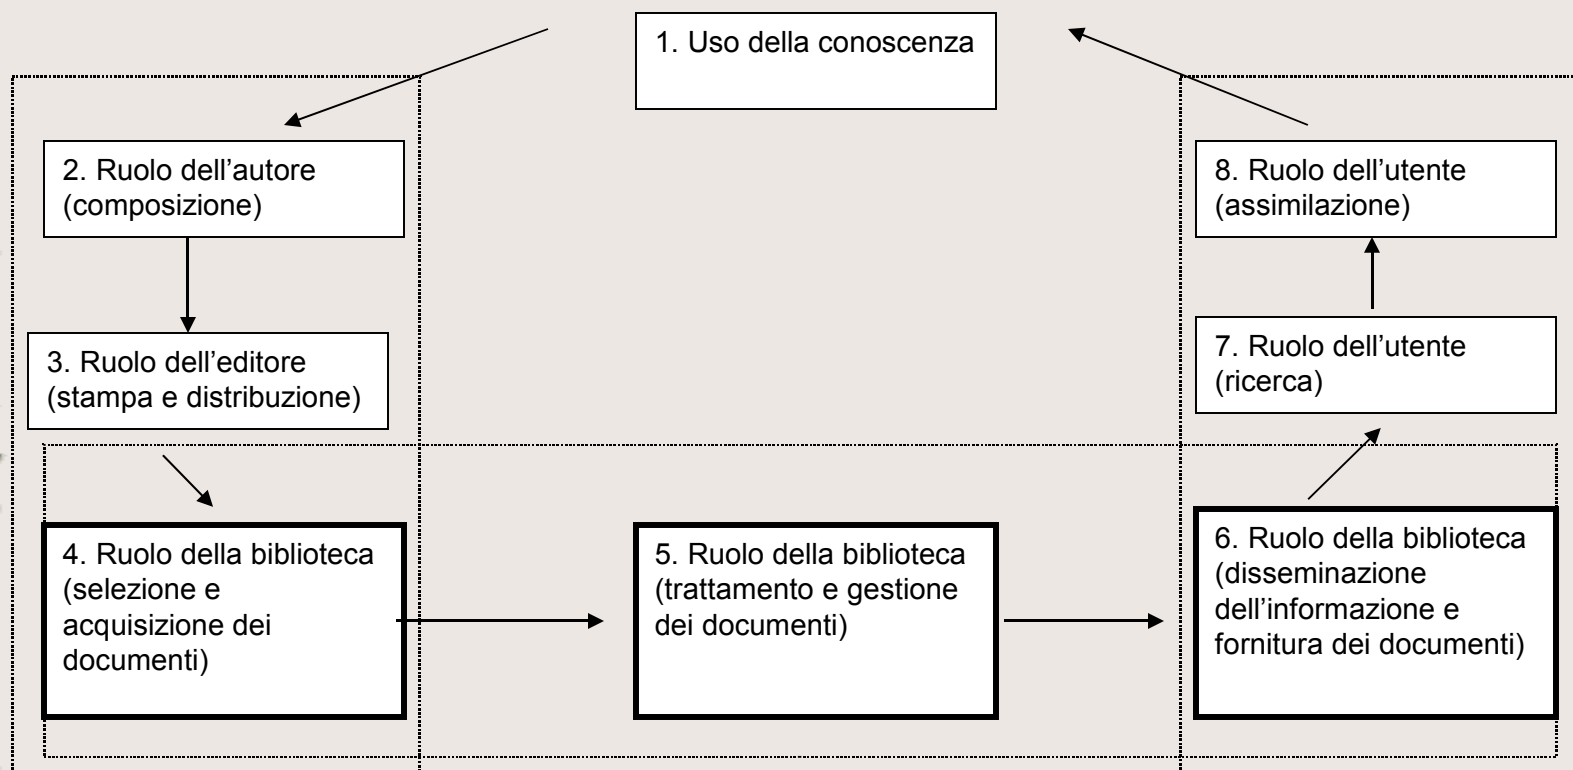 1. Uso della conoscenza
2. Ruolo dell’autore
(composizione)
3. Ruolo dell’editore
(stampa e distribuzione)
4. Ruolo della biblioteca
(selezione e
acquisizione dei
documenti)
5. Ruolo della biblioteca
(trattamento e gestione
dei documenti)
6. Ruolo della biblioteca
(disseminazione
dell’informazione e
fornitura dei documenti)
7. Ruolo dell’utente
(ricerca)
8. Ruolo dell’utente
(assimilazione)